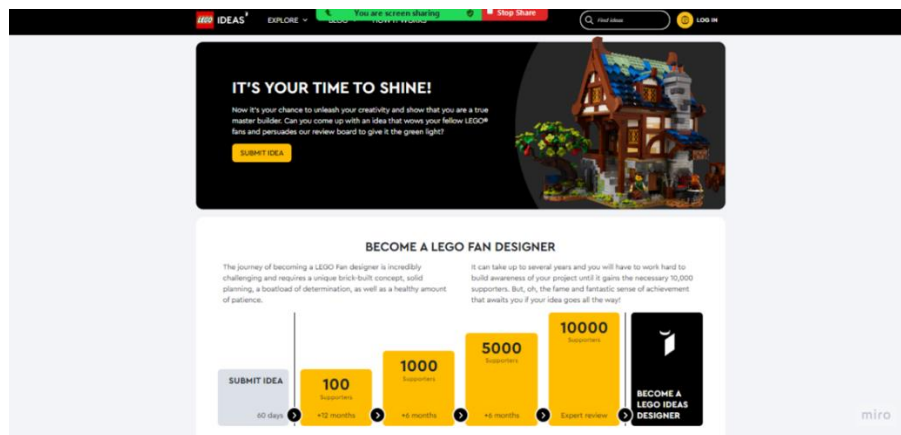 LEGO IDEAS EXPLORE You are screen sharing Stop Share Find ideas LOG IN
IT'S YOUR TIME TO SHINE!
Now it's your chance to unleash your creativity and show that you are a true
master builder. Can you come up with an idea that wows your fellow LEGO®
fans and persuades our review board to give it the green light?
SUBMIT IDEA
BECOME A LEGO FAN DESIGNER
The journey of becoming a LEGO Fan designer is incredibly
challenging and requires a unique brick-built concept, solid
planning, a boatload of determination, as well as a healthy amount
of patience.
It can take up to several years and you will have to work hard to
build awareness of your project until it gains the necessary 10,000
supporters. But, oh, the fame and fantastic sense of achievement
that awaits you if your idea goes all the way!
SUBMIT IDEA
60 days
100
Supporters
+12 months
1000
Supporters
+6 months
5000
Supporters
+6 months
10000
Supporters
Expert review
BECOME A
LEGO IDEAS
DESIGNER
miro